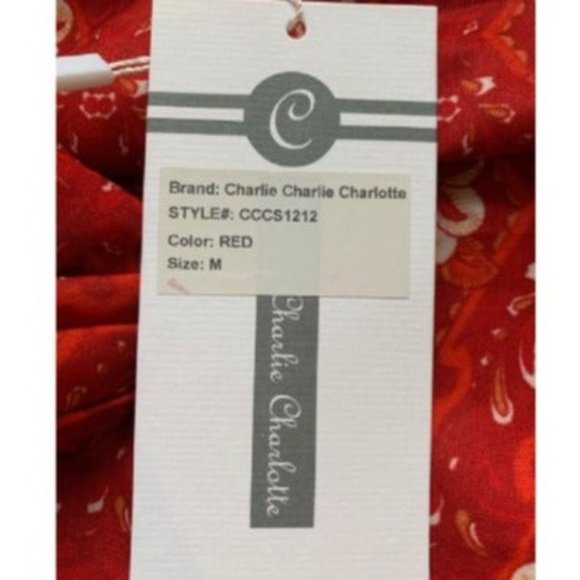 C
Brand: Charlie Charlie Charlotte
STYLE#: CCCS1212
Color: RED
Size: M
Charlie Charlotte